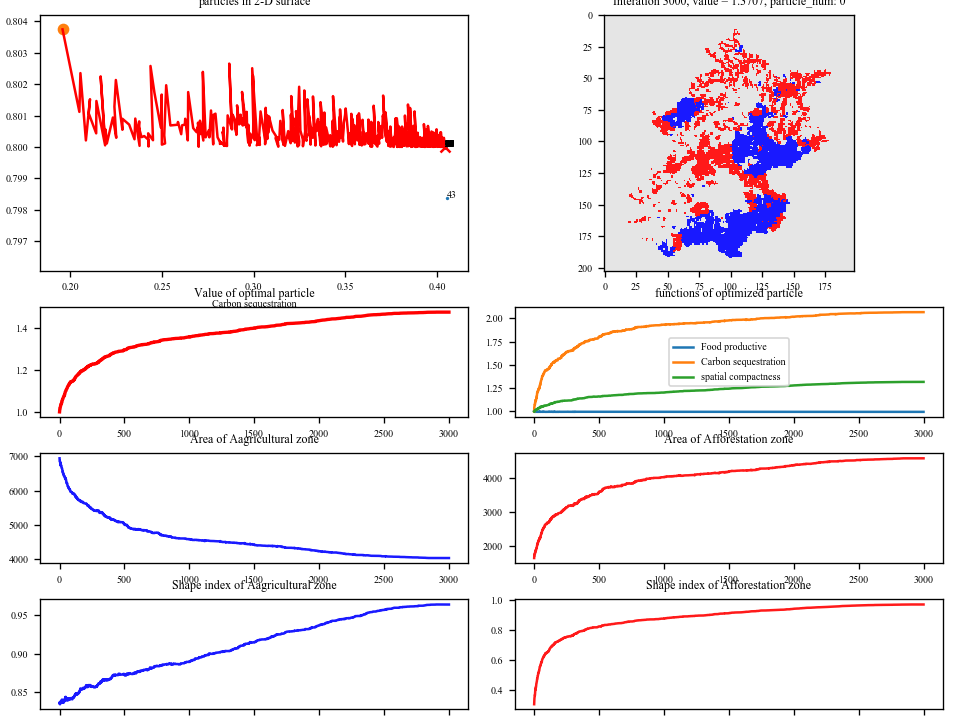 particles in 2-D surface
0.804
0.803
0.802
0.801
0.800
0.799
0.798
0.797
43
0.20 0.25 0.30 0.35 0.40
Carbon sequestration
0
25
50
75
100
125
150
175
200
0 25 50 75 100 125 150 175
Value of optimal particle
1.4
1.2
1.0
0 500 1000 1500 2000 2500 3000
functions of optimized particle
2.00
1.75
1.50
1.25
1.00
Food productive
Carbon sequestration
spatial compactness
0 500 1000 1500 2000 2500 3000
Area of Aagricultural zone
7000
6000
5000
4000
0 500 1000 1500 2000 2500 3000
Area of Afforestation zone
4000
3000
2000
0 500 1000 1500 2000 2500 3000
Shape index of Aagricultural zone
0.95
0.90
0.85
Shape index of Afforestation zone
1.0
0.8
0.6
0.4